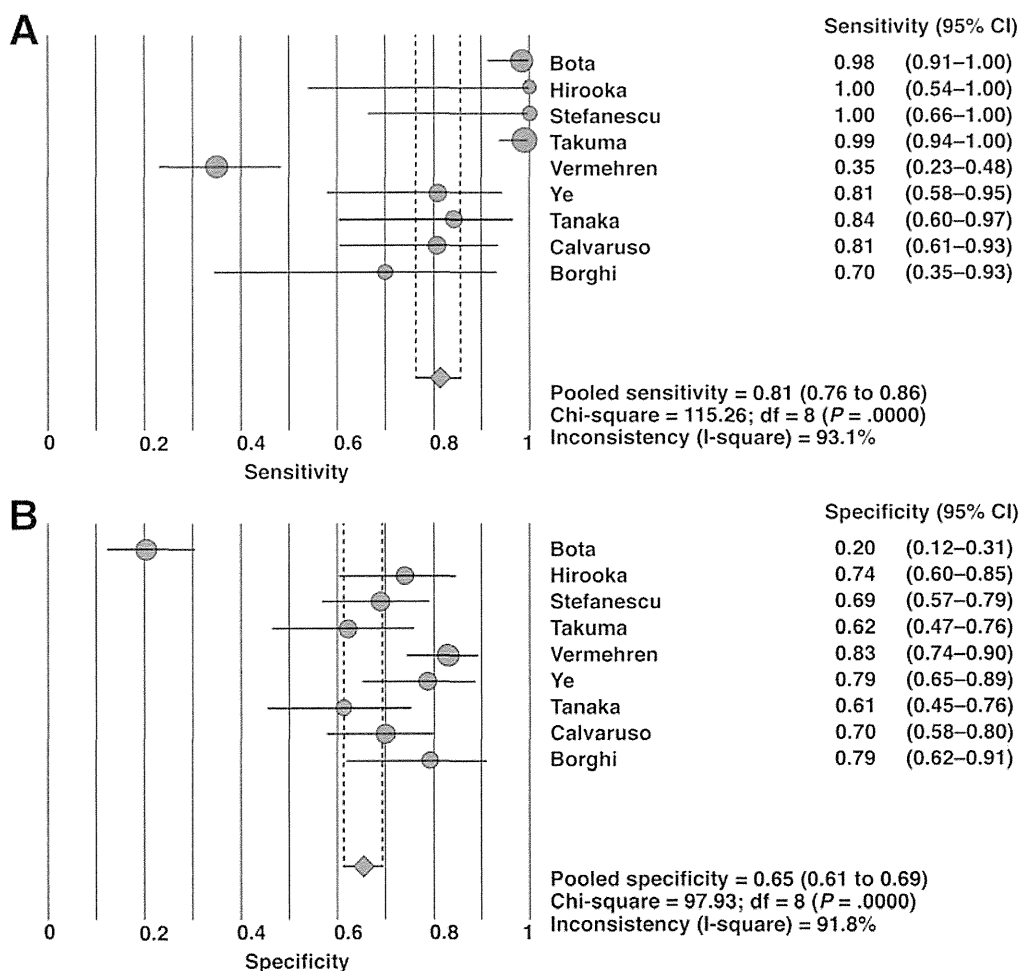 A
Sensitivity (95% CI)
Bota 0.98 (0.91–1.00)
Hirooka 1.00 (0.54–1.00)
Stefanescu 1.00 (0.66–1.00)
Takuma 0.99 (0.94–1.00)
Vermehren 0.35 (0.23–0.48)
Ye 0.81 (0.58–0.95)
Tanaka 0.84 (0.60–0.97)
Calvaruso 0.81 (0.61–0.93)
Borghi 0.70 (0.35–0.93)
Pooled sensitivity = 0.81 (0.76 to 0.86)
Chi-square = 115.26; df = 8 (P = .0000)
Inconsistency (I-square) = 93.1%
0 0.2 0.4 0.6 0.8 1
Sensitivity
B
Specificity (95% CI)
Bota 0.20 (0.12–0.31)
Hirooka 0.74 (0.60–0.85)
Stefanescu 0.69 (0.57–0.79)
Takuma 0.62 (0.47–0.76)
Vermehren 0.83 (0.74–0.90)
Ye 0.79 (0.65–0.89)
Tanaka 0.61 (0.45–0.76)
Calvaruso 0.70 (0.58–0.80)
Borghi 0.79 (0.62–0.91)
Pooled specificity = 0.65 (0.61 to 0.69)
Chi-square = 97.93; df = 8 (P = .0000)
Inconsistency (I-square) = 91.8%
0 0.2 0.4 0.6 0.8 1
Specificity